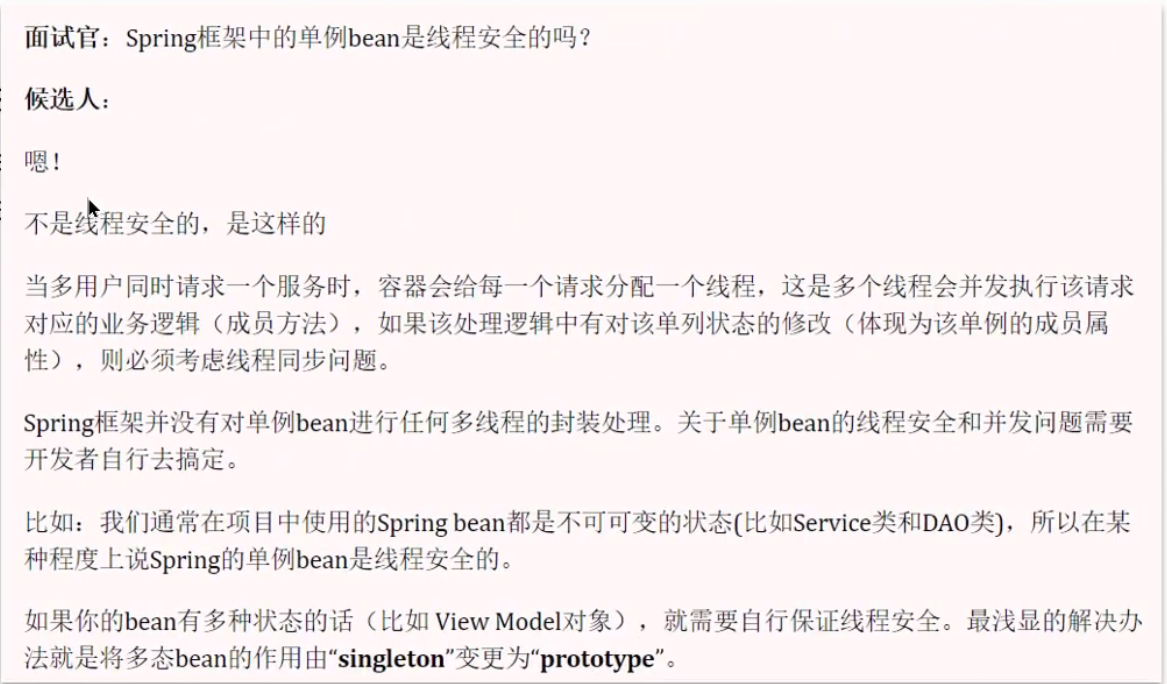 面试官：Spring框架中的单例bean是线程安全的吗？
候选人：
嗯！
不是线程安全的，是这样的
当多用户同时请求一个服务时，容器会给每一个请求分配一个线程，这是多个线程会并发执行该请求
对应的业务逻辑（成员方法），如果该处理逻辑中有对该单列状态的修改（体现为该单例的成员属
性），则必须考虑线程同步问题。
Spring框架并没有对单例bean进行任何多线程的封装处理。关于单例bean的线程安全和并发问题需要
开发者自行去搞定。
比如：我们通常在项目中使用的Spring bean都是不可可变的状态(比如Service类和DAO类)，所以在某
种程度上说Spring的单例bean是线程安全的。
如果你的bean有多种状态的话（比如 View Model对象），就需要自行保证线程安全。最浅显的解决办
法就是将多态bean的作用由“singleton”变更为“prototype”。